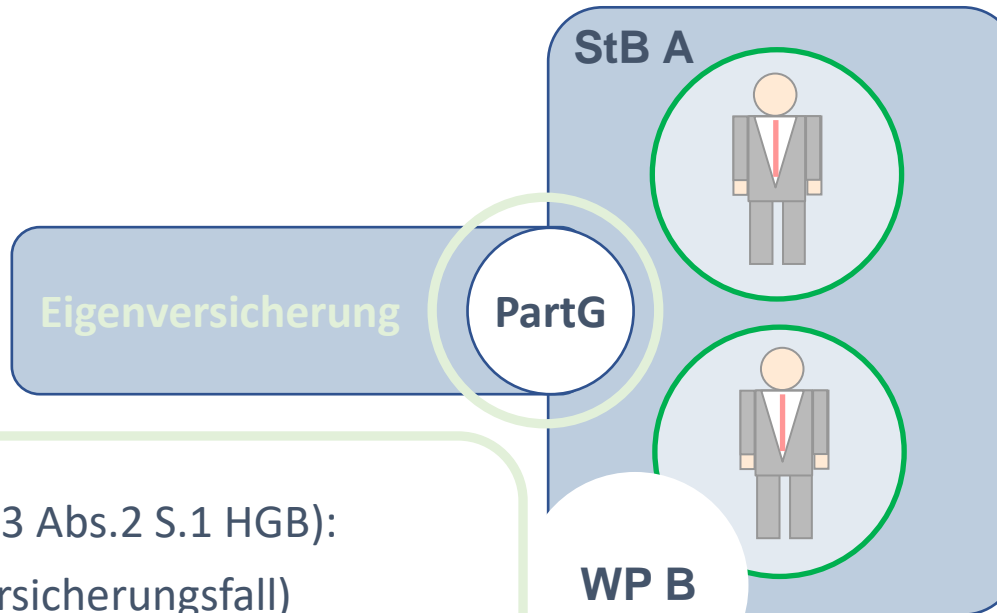 StB A
Eigenversicherung
PartG
3 Abs.2 S.1 HGB):
rsicherungsfall)
WP B